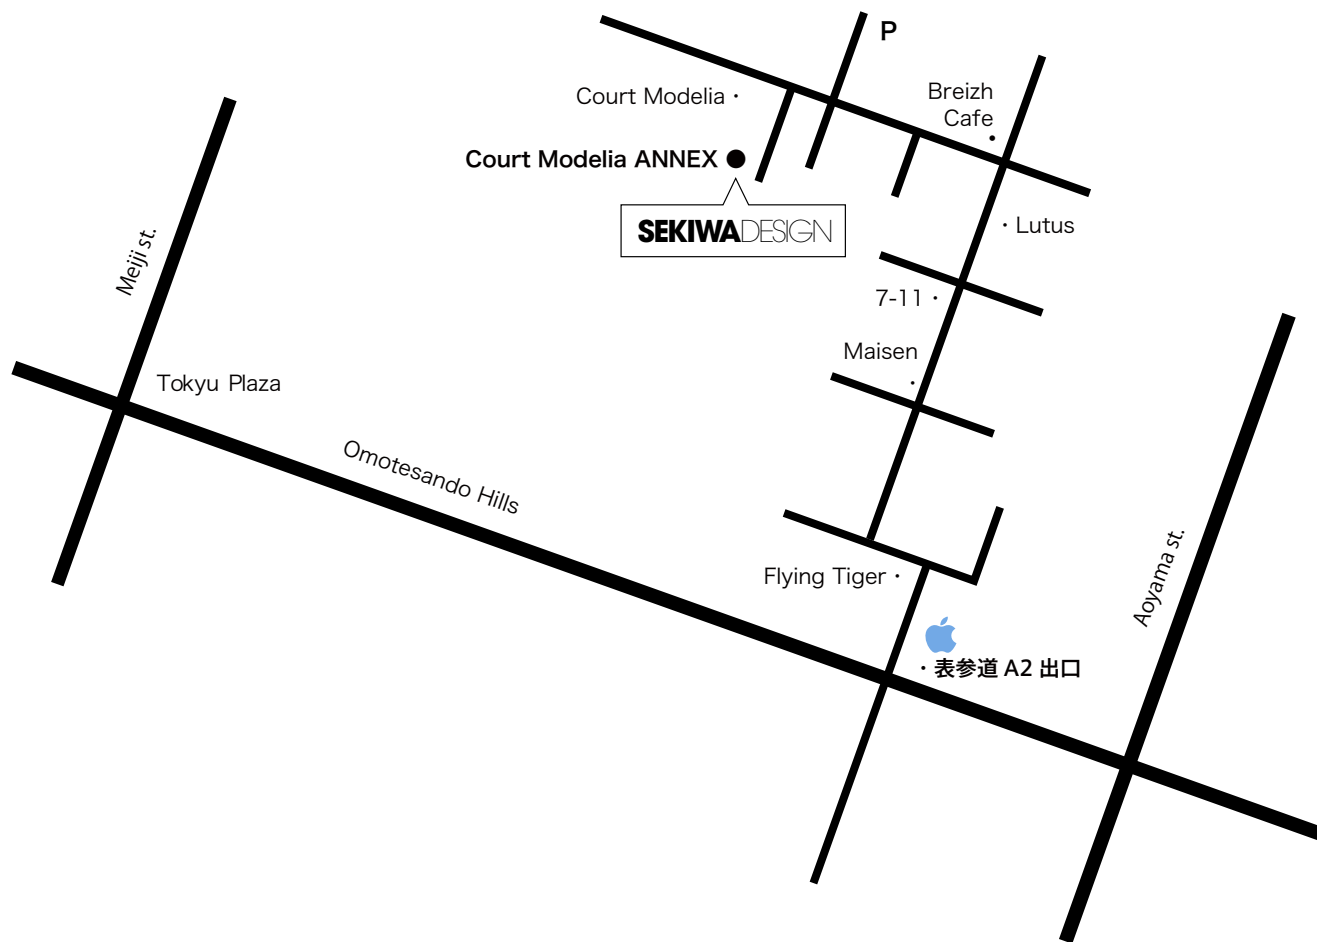 P
Breizh
Cafe
Court Modelia
Court Modelia ANNEX
SEKIWADESIGN
Lutus
Meiji st.
7-11
Maisen
Tokyu Plaza
Omotesando Hills
Flying Tiger
Aoyama st.
表参道 A2 出口